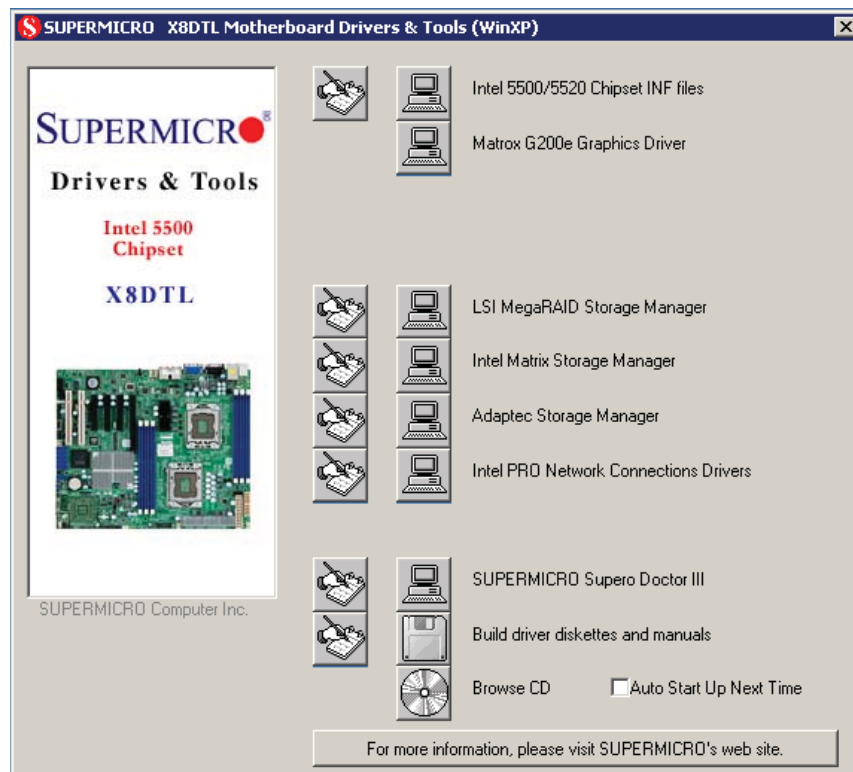 SUPERMICRO X8DTL Motherboard Drivers & Tools (WinXP)
SUPERMICRO®
Drivers & Tools
Intel 5500
Chipset
X8DTL
SUPERMICRO Computer Inc.
Intel 5500/5520 Chipset INF files
Matrox G200e Graphics Driver
LSI MegaRAID Storage Manager
Intel Matrix Storage Manager
Adaptec Storage Manager
Intel PRO Network Connections Drivers
SUPERMICRO Supero Doctor III
Build driver diskettes and manuals
Browse CD
Auto Start Up Next Time
For more information, please visit SUPERMICRO's web site.